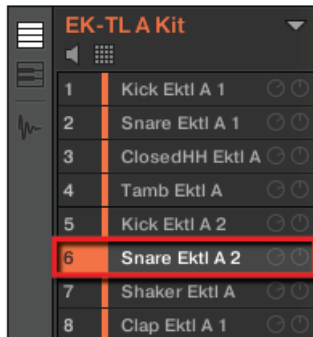 EK-TL A Kit
1 Kick Ektl A 1
2 Snare Ektl A 1
3 ClosedHH Ektl A
4 Tamb Ektl A
5 Kick Ektl A 2
6 Snare Ektl A 2
7 Shaker Ektl A
8 Clap Ektl A 1